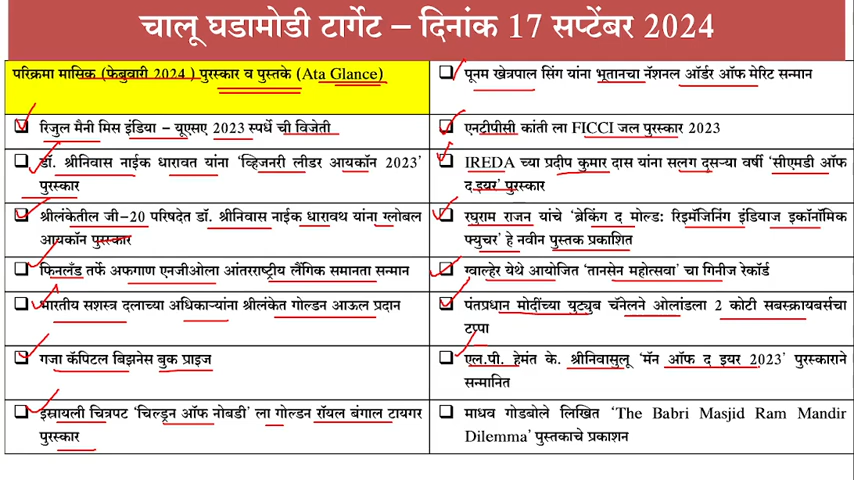 चालू घडामोडी टार्गेट – दिनांक 17 सप्टेंबर 2024
परिक्रमा मासिक (फेब्रुवारी 2024 ) पुरस्कार व पुस्तके (Ata Glance)
रिजुल मैनी मिस इंडिया – यूएसए 2023 स्पर्धे ची विजेती
डॉ. श्रीनिवास नाईक धारावत यांना ‘व्हिजनरी लीडर आयकॉन 2023’
पुरस्कार
श्रीलंकेतील जी–20 परिषदेत डॉ. श्रीनिवास नाईक धारावथ यांना ग्लोबल
आयकॉन पुरस्कार
फिनलँड तर्फे अफगाण एनजीओला आंतरराष्ट्रीय लैंगिक समानता सन्मान
भारतीय सशस्त्र दलाच्या अधिकाऱ्यांना श्रीलंकेत गोल्डन आऊल प्रदान
गजा कॅपिटल बिझनेस बुक प्राइज
इस्रायली चित्रपट ‘चिल्ड्रन ऑफ नोबडी’ ला गोल्डन रॉयल बंगाल टायगर
पुरस्कार
पूनम खेत्रपाल सिंग यांना भूतानचा नॅशनल ऑर्डर ऑफ मेरिट सन्मान
एनटीपीसी कांती ला FICCI जल पुरस्कार 2023
IREDA च्या प्रदीप कुमार दास यांना सलग दुसऱ्या वर्षी ‘सीएमडी ऑफ
द इयर’ पुरस्कार
रघुराम राजन यांचे ‘ब्रेकिंग द मोल्ड: रिइमॅजिनिंग इंडियाज इकॉनॉमिक
फ्युचर’ हे नवीन पुस्तक प्रकाशित
ग्वाल्हेर येथे आयोजित ‘तानसेन महोत्सवा’ चा गिनीज रेकॉर्ड
पंतप्रधान मोदींच्या युट्युब चॅनेलने ओलांडला 2 कोटी सबस्क्रायबर्सचा
टप्पा
एल.पी. हेमंत के. श्रीनिवासुलू ‘मॅन ऑफ द इयर 2023’ पुरस्काराने
सन्मानित
माधव गोडबोले लिखित ‘The Babri Masjid Ram Mandir
Dilemma’ पुस्तकाचे प्रकाशन